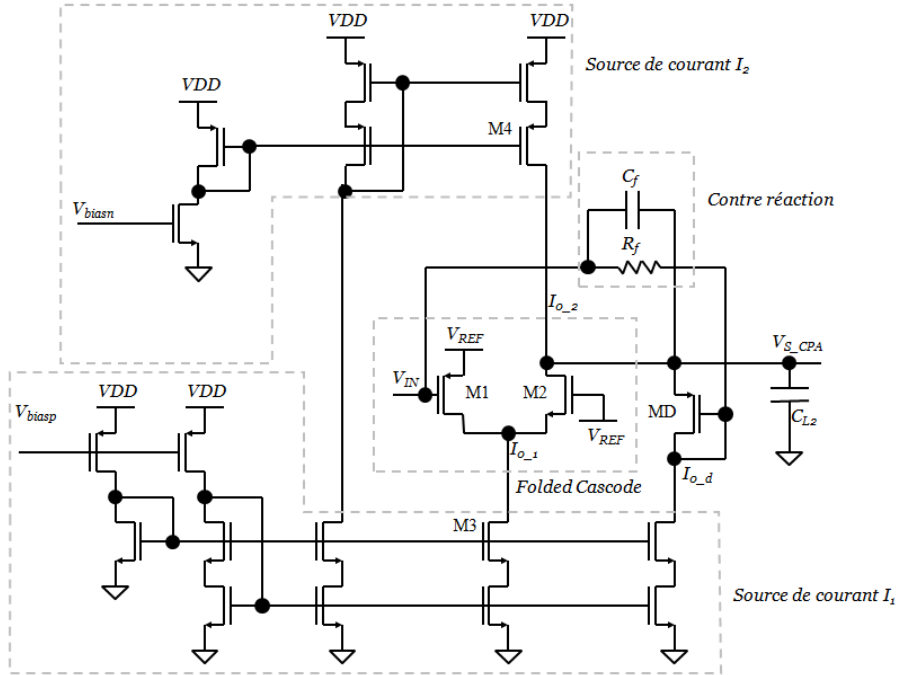 VDD VDD
Source de courant I2
VDD
M4
Vbiasn
Cf
Contre réaction
Rf
Io_2
VREF
VS_CPA
VIN
M1 M2
MD
CL2
VREF
VDD VDD
Vbiasp
Io_1
Io_d
Folded Cascode
M3
Source de courant I1